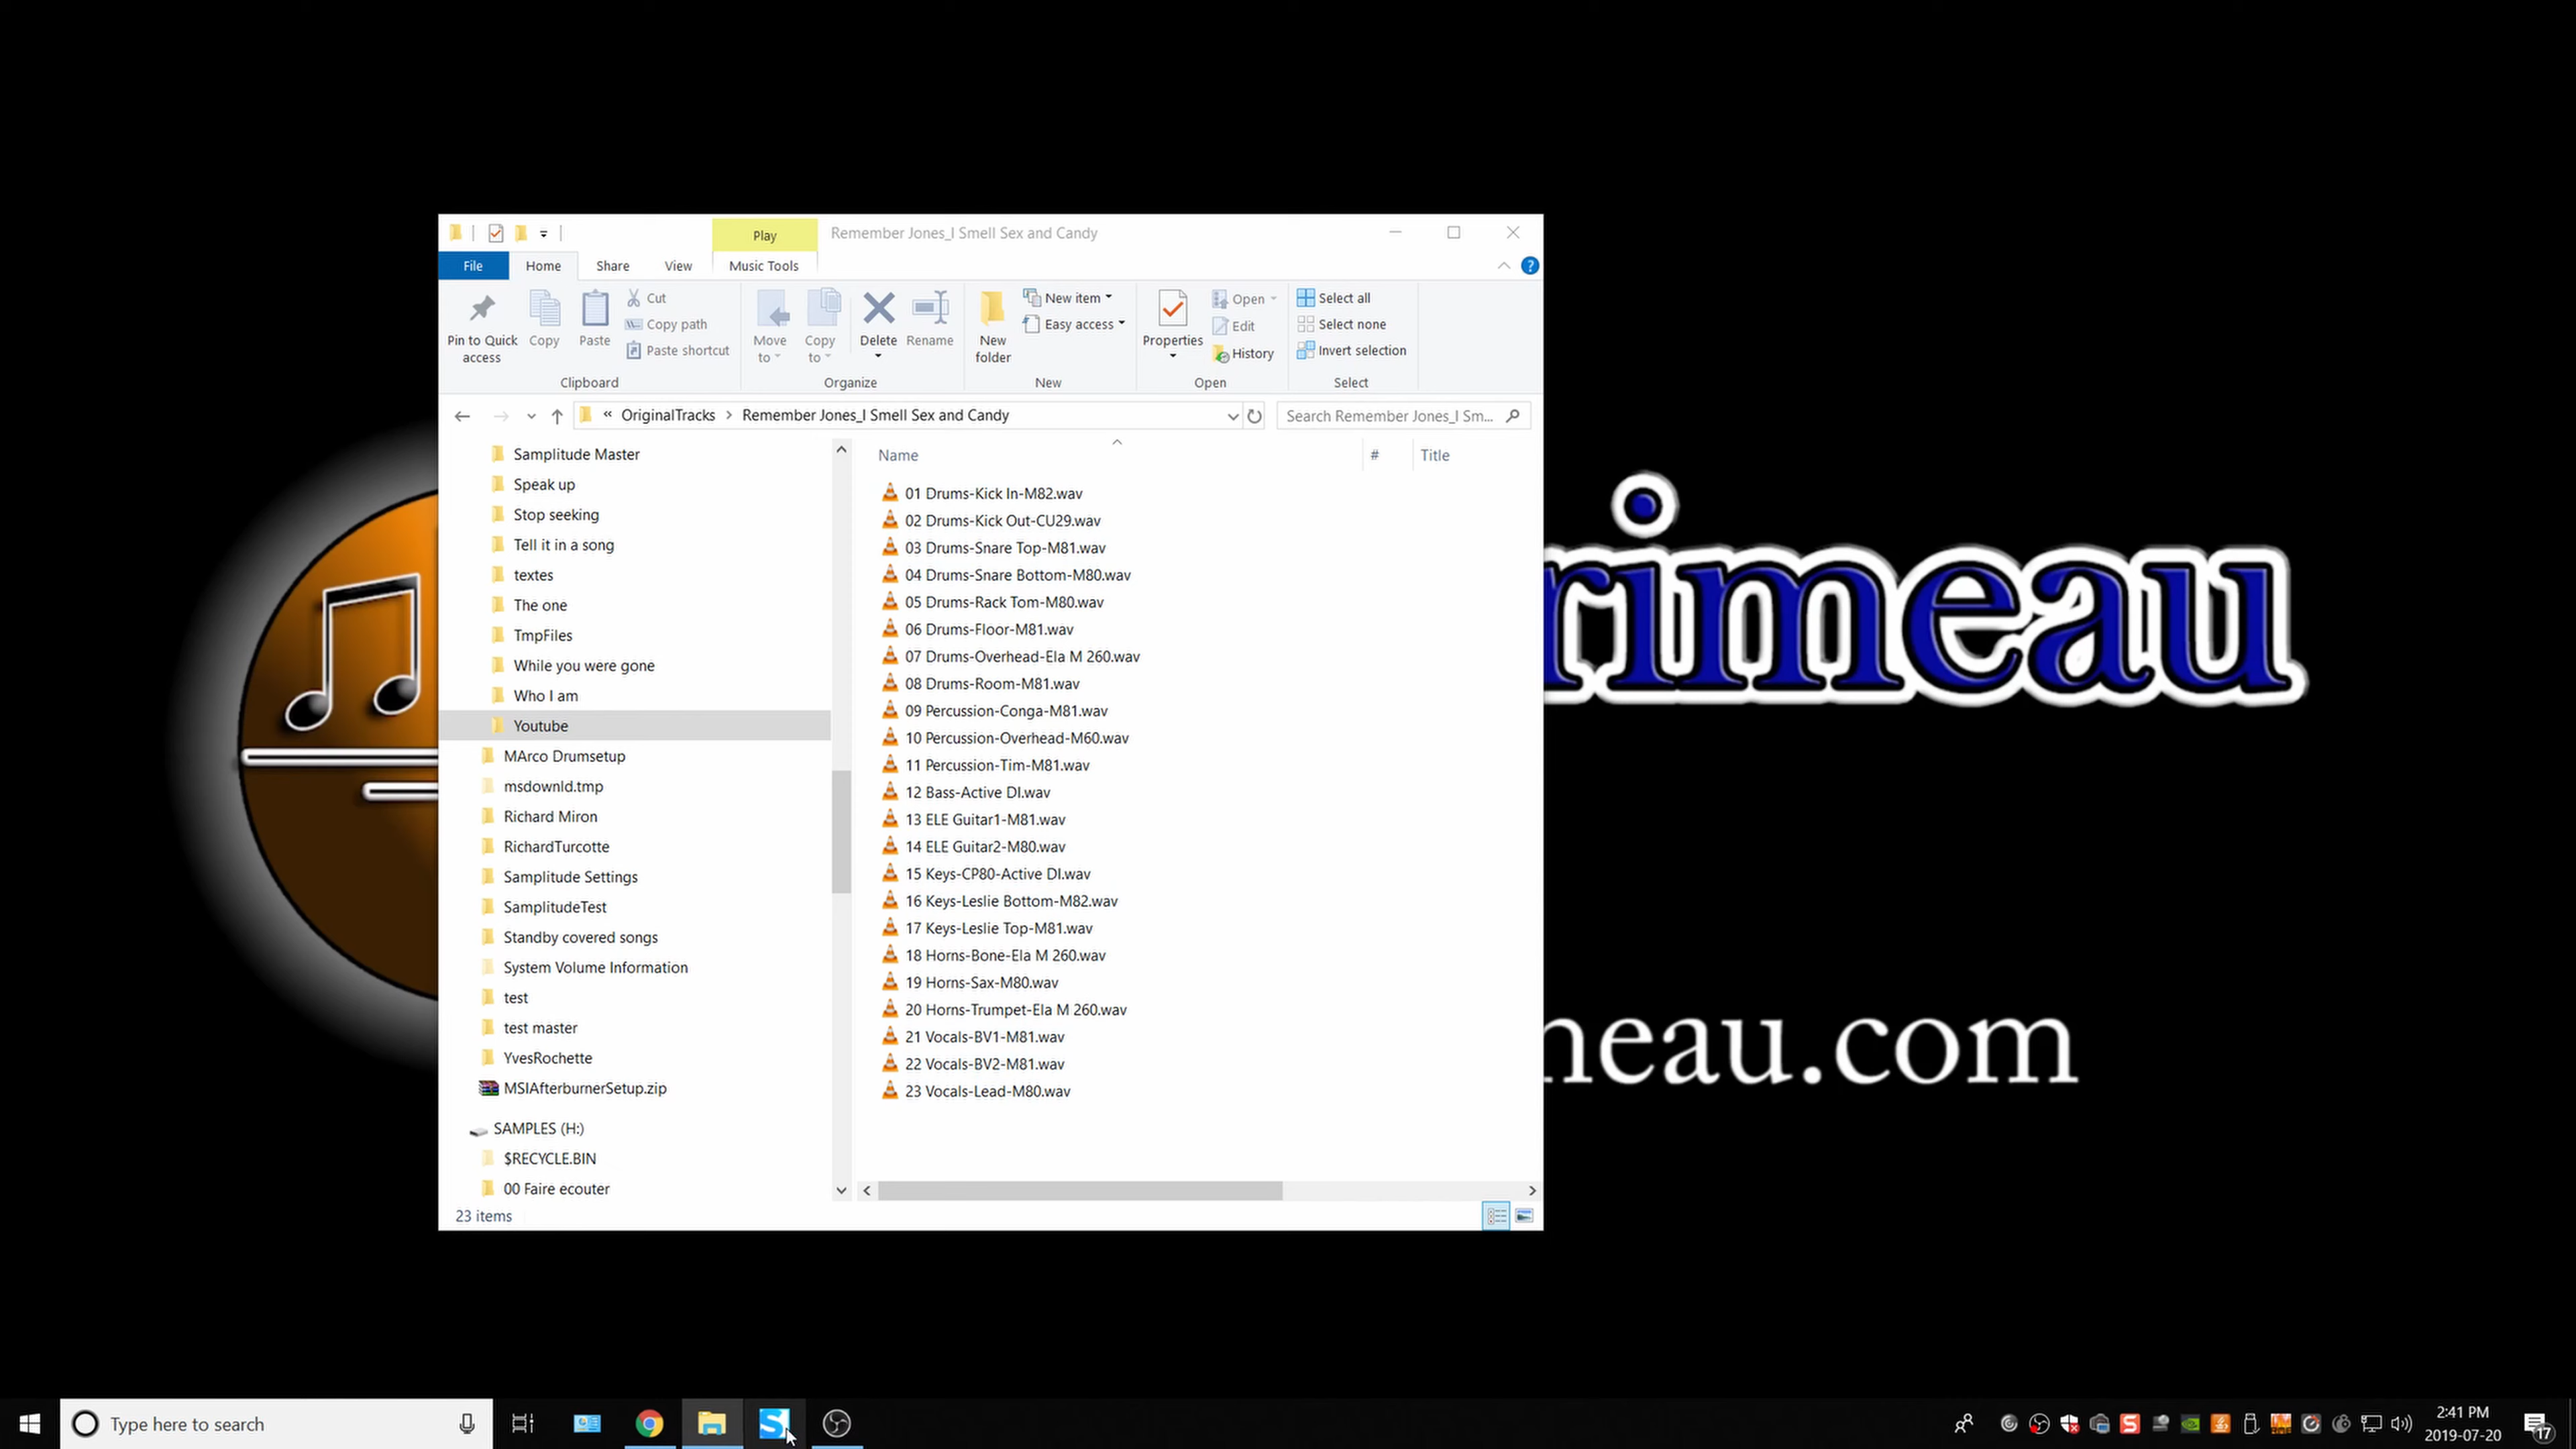 Play
Remember Jones_I Smell Sex and Candy
File
Home
Share
View
Music Tools
Pin to Quick
access
Copy
Paste
Cut
Copy path
Paste shortcut
Clipboard
Move
to
Copy
to
Delete
Rename
Organize
New
folder
New item
Easy access
New
Properties
Open
Edit
History
Open
Select all
Select none
Invert selection
Select
« OriginalTracks > Remember Jones_I Smell Sex and Candy
Search Remember Jones_I Sm...
Samplitude Master
Speak up
Stop seeking
Tell it in a song
textes
The one
TmpFiles
While you were gone
Who I am
Youtube
MArco Drumsetup
msdownld.tmp
Richard Miron
RichardTurcotte
Samplitude Settings
SamplitudeTest
Standby covered songs
System Volume Information
test
test master
YvesRochette
MSIAfterburnerSetup.zip
SAMPLES (H:)
$RECYCLE.BIN
00 Faire ecouter
Name
#
Title
01 Drums-Kick In-M82.wav
02 Drums-Kick Out-CU29.wav
03 Drums-Snare Top-M81.wav
04 Drums-Snare Bottom-M80.wav
05 Drums-Rack Tom-M80.wav
06 Drums-Floor-M81.wav
07 Drums-Overhead-Ela M 260.wav
08 Drums-Room-M81.wav
09 Percussion-Conga-M81.wav
10 Percussion-Overhead-M60.wav
11 Percussion-Tim-M81.wav
12 Bass-Active DI.wav
13 ELE Guitar1-M81.wav
14 ELE Guitar2-M80.wav
15 Keys-CP80-Active DI.wav
16 Keys-Leslie Bottom-M82.wav
17 Keys-Leslie Top-M81.wav
18 Horns-Bone-Ela M 260.wav
19 Horns-Sax-M80.wav
20 Horns-Trumpet-Ela M 260.wav
21 Vocals-BV1-M81.wav
22 Vocals-BV2-M81.wav
23 Vocals-Lead-M80.wav
23 items
rimeau
meau.com
Type here to search
2:41 PM
2019-07-20
17